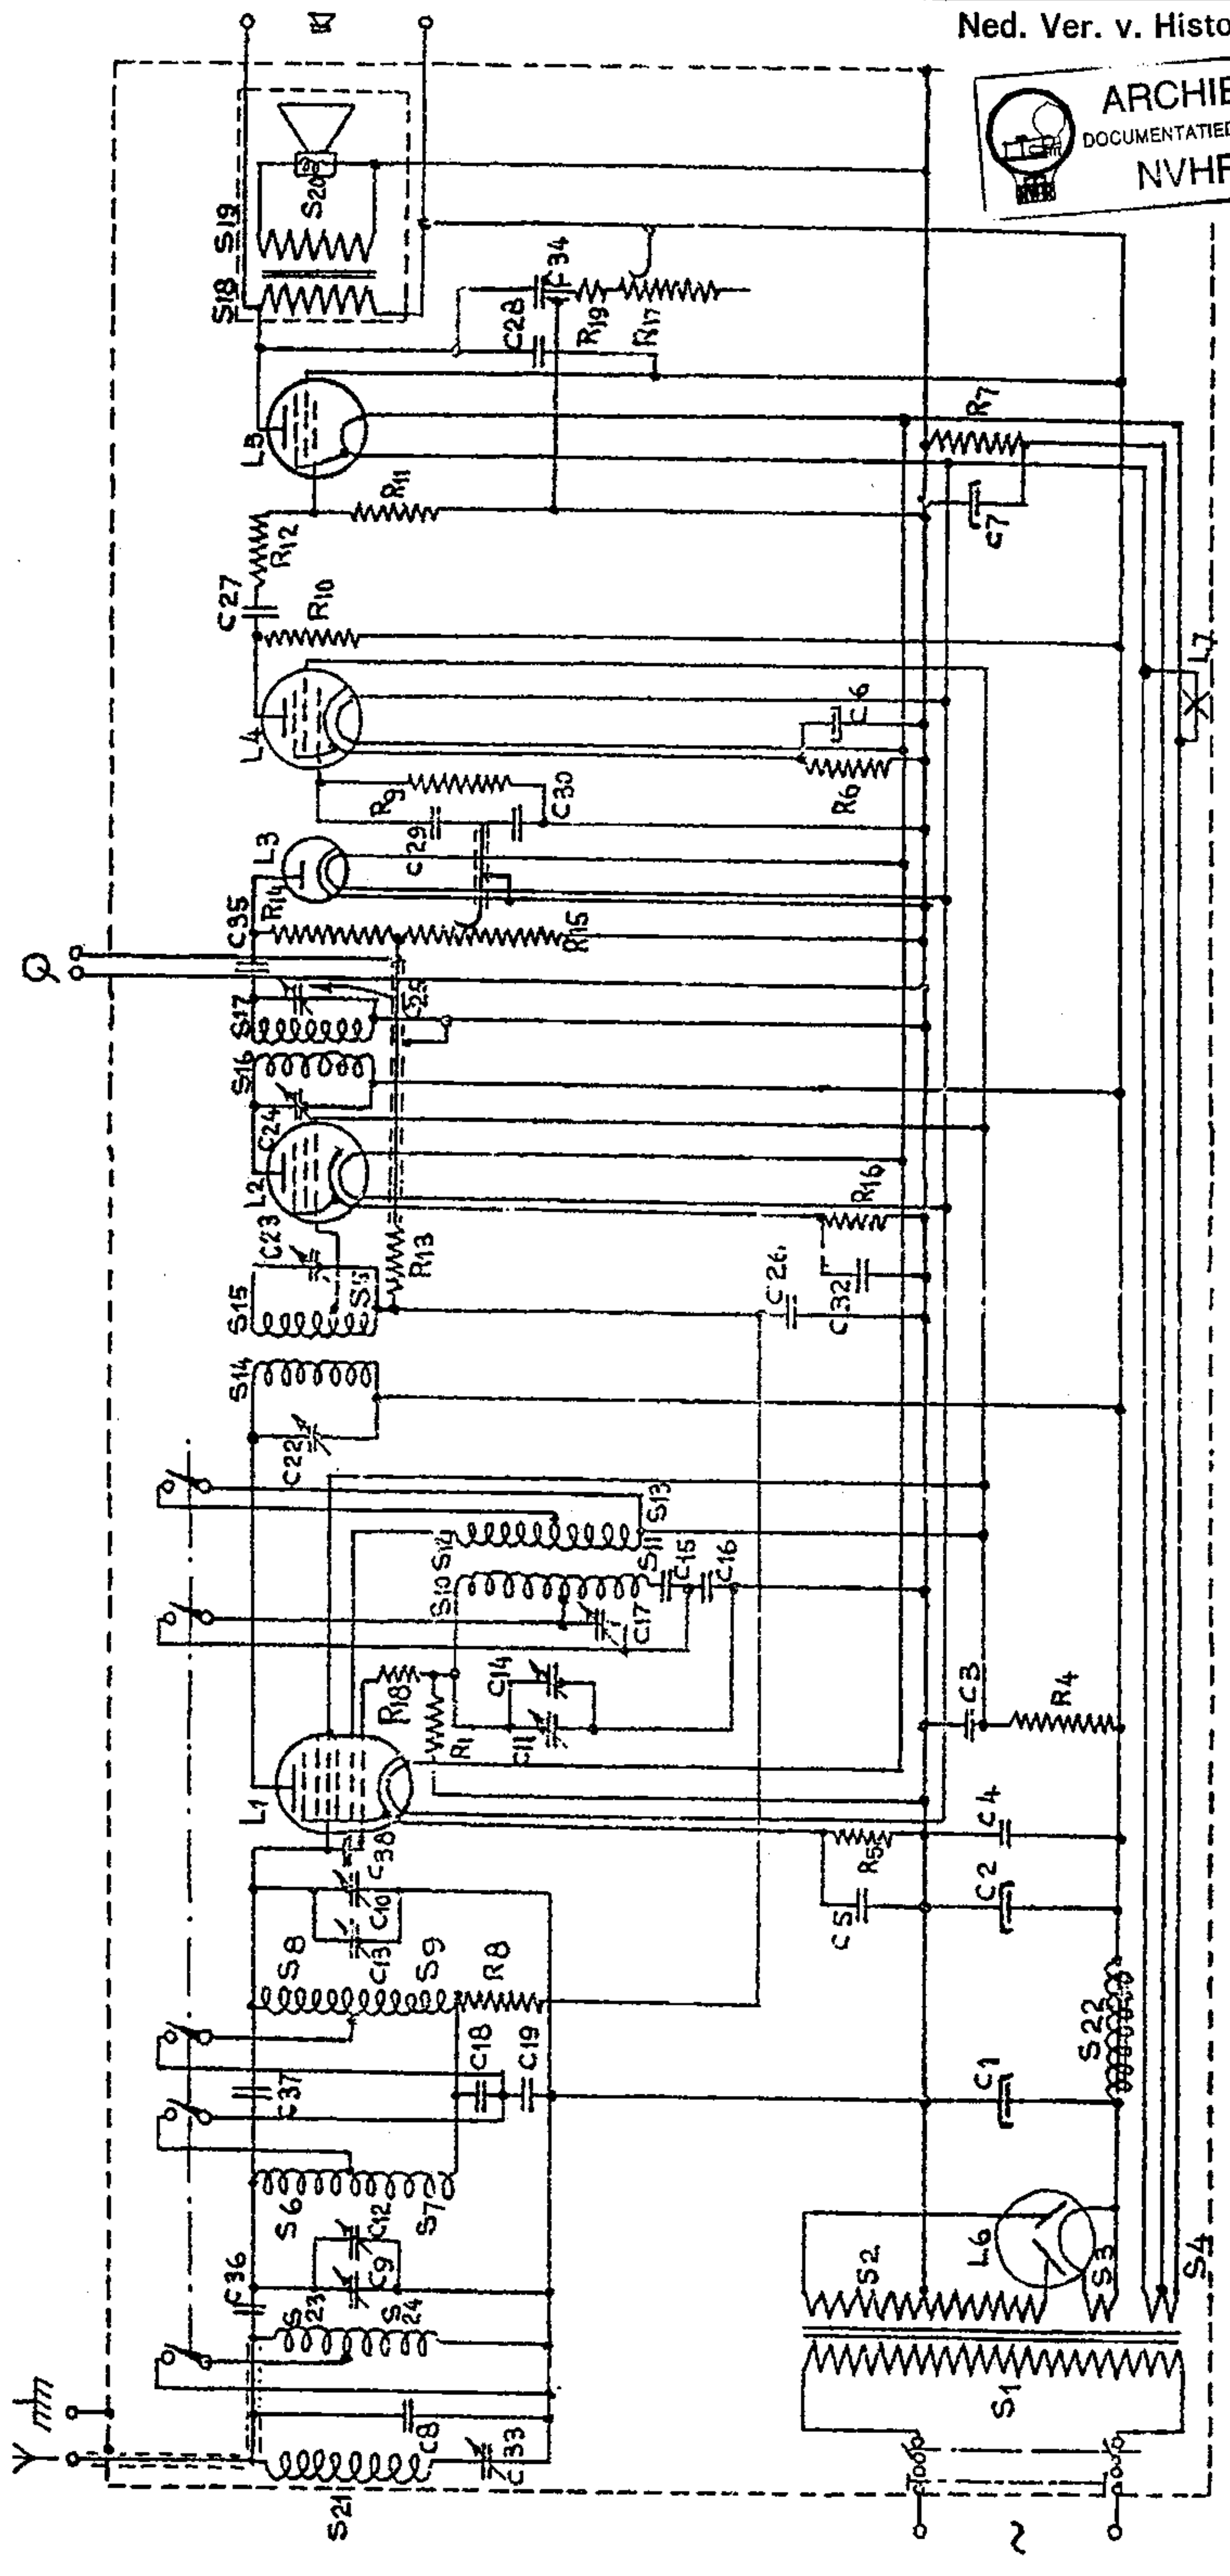 Ned. Ver. v. Histo
ARCHIE
DOCUMENTATIED
NVHR
S18
S19
S20
C28
C34
R19
R17
L5
R12
R11
R7
C7
C27
R10
L4
C6
R6
L7
R9
C29
C30
L3
C35
R14
R15
S17
C25
S16
C24
L2
R16
C23
R13
S15
S5
C26
C32
S14
C22
S13
S12
S11
S10
C15
C16
C17
R18
C14
C11
R1
C3
R4
L1
C38
C10
C13
R5
C5
C4
C2
S8
S9
R8
C18
C19
C37
S22
C1
S6
S7
C12
C9
C36
S23
S24
L6
S2
S3
S4
S1
C8
C33
S21
~